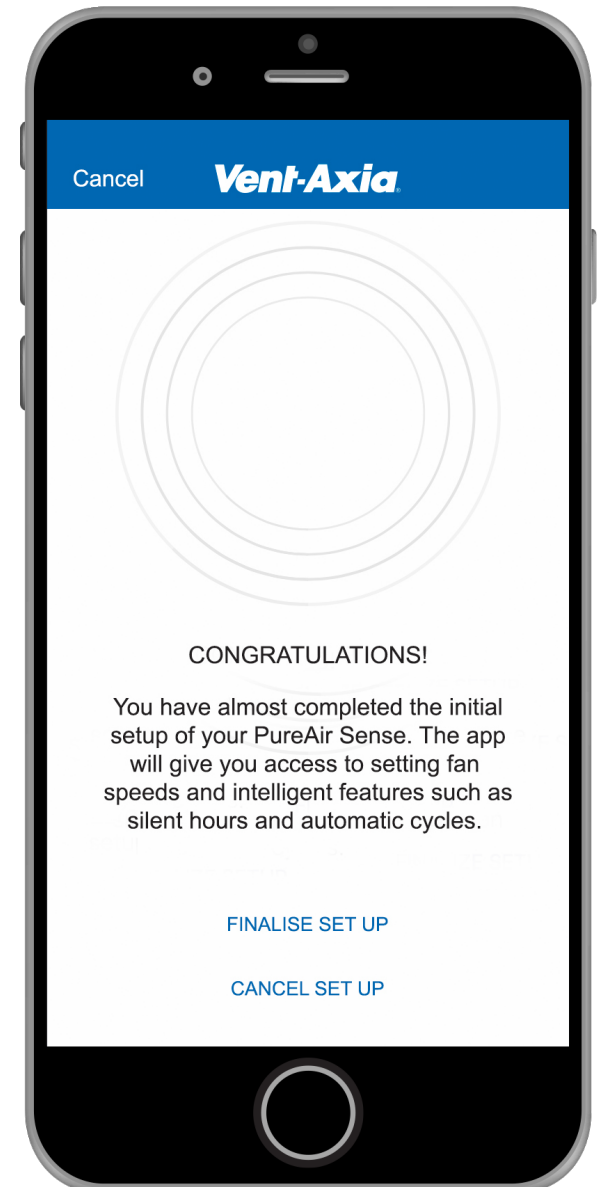 Cancel
Vent-Axia®
CONGRATULATIONS!
You have almost completed the initial
setup of your PureAir Sense. The app
will give you access to setting fan
speeds and intelligent features such as
silent hours and automatic cycles.
FINALISE SET UP
CANCEL SET UP